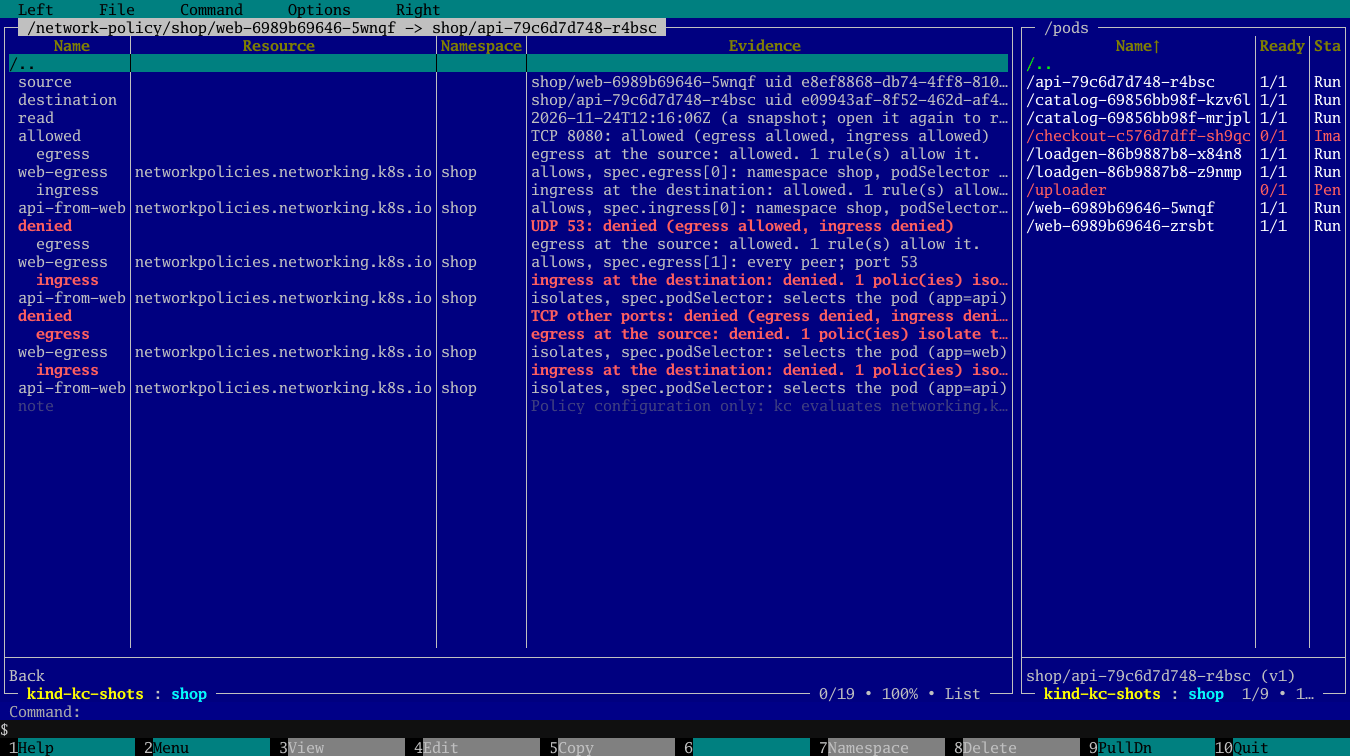 Left File Command Options Right
/network-policy/shop/web-6989b69646-5wnqf -> shop/api-79c6d7d748-r4bsc
Name Resource Namespace Evidence
/..
source shop/web-6989b69646-5wnqf uid e8ef8868-db74-4ff8-810…
destination shop/api-79c6d7d748-r4bsc uid e09943af-8f52-462d-af4…
read 2026-11-24T12:16:06Z (a snapshot; open it again to r…
allowed TCP 8080: allowed (egress allowed, ingress allowed)
egress egress at the source: allowed. 1 rule(s) allow it.
web-egress networkpolicies.networking.k8s.io shop allows, spec.egress[0]: namespace shop, podSelector …
ingress ingress at the destination: allowed. 1 rule(s) allow…
api-from-web networkpolicies.networking.k8s.io shop allows, spec.ingress[0]: namespace shop, podSelector…
denied UDP 53: denied (egress allowed, ingress denied)
egress egress at the source: allowed. 1 rule(s) allow it.
web-egress networkpolicies.networking.k8s.io shop allows, spec.egress[1]: every peer; port 53
ingress ingress at the destination: denied. 1 polic(ies) iso…
api-from-web networkpolicies.networking.k8s.io shop isolates, spec.podSelector: selects the pod (app=api)
denied TCP other ports: denied (egress denied, ingress deni…
egress egress at the source: denied. 1 polic(ies) isolate t…
web-egress networkpolicies.networking.k8s.io shop isolates, spec.podSelector: selects the pod (app=web)
ingress ingress at the destination: denied. 1 polic(ies) iso…
api-from-web networkpolicies.networking.k8s.io shop isolates, spec.podSelector: selects the pod (app=api)
note Policy configuration only: kc evaluates networking.k…
Back
kind-kc-shots : shop 0/19 • 100% • List
/pods
Name↑ Ready Sta
/..
/api-79c6d7d748-r4bsc 1/1 Run
/catalog-69856bb98f-kzv6l 1/1 Run
/catalog-69856bb98f-mrjpl 1/1 Run
/checkout-c576d7dff-sh9qc 0/1 Ima
/loadgen-86b9887b8-x84n8 1/1 Run
/loadgen-86b9887b8-z9nmp 1/1 Run
/uploader 0/1 Pen
/web-6989b69646-5wnqf 1/1 Run
/web-6989b69646-zrsbt 1/1 Run
shop/api-79c6d7d748-r4bsc (v1)
kind-kc-shots : shop 1/9 • 1…
Command:
$
1Help 2Menu 3View 4Edit 5Copy 6 7Namespace 8Delete 9PullDn 10Quit